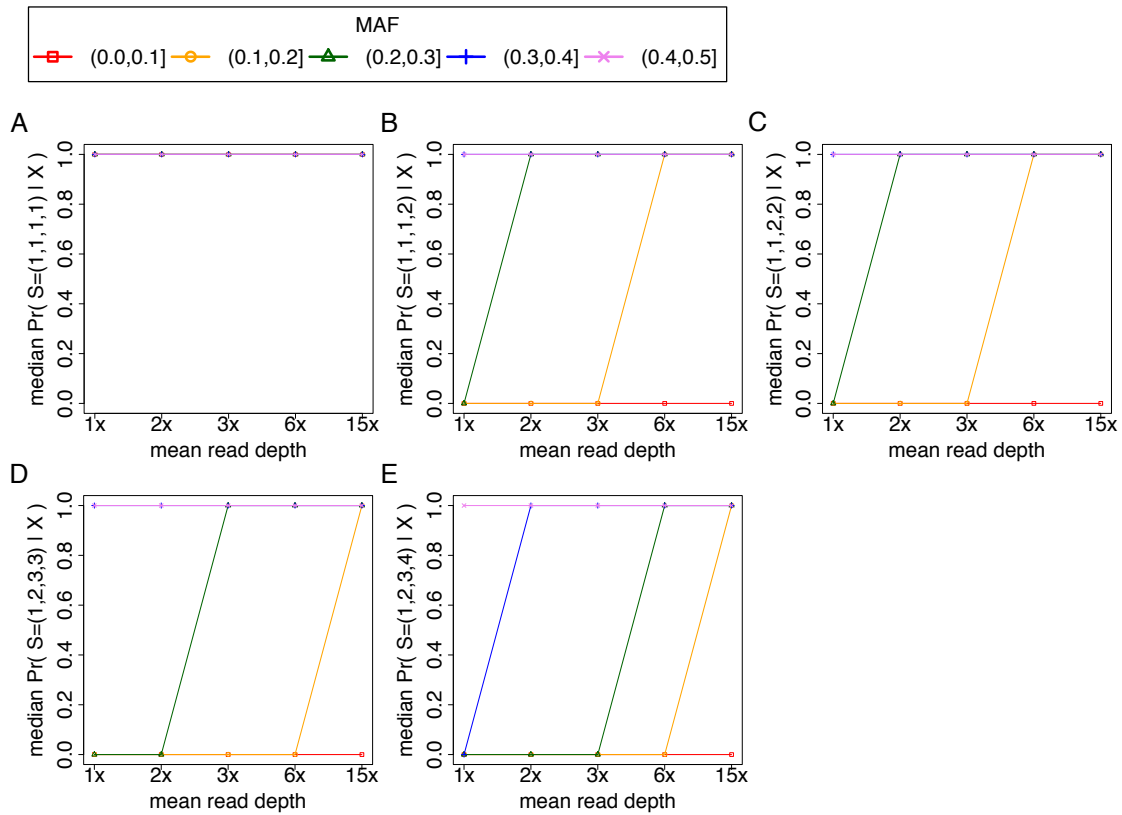 MAF
(0.0,0.1] (0.1,0.2] (0.2,0.3] (0.3,0.4] (0.4,0.5]
A
median Pr( S=(1,1,1,1) | X )
1.0
0.8
0.6
0.4
0.2
0.0
1x 2x 3x 6x 15x
mean read depth
B
median Pr( S=(1,1,1,2) | X )
1.0
0.8
0.6
0.4
0.2
0.0
1x 2x 3x 6x 15x
mean read depth
C
median Pr( S=(1,1,2,2) | X )
1.0
0.8
0.6
0.4
0.2
0.0
1x 2x 3x 6x 15x
mean read depth
D
median Pr( S=(1,2,3,3) | X )
1.0
0.8
0.6
0.4
0.2
0.0
1x 2x 3x 6x 15x
mean read depth
E
median Pr( S=(1,2,3,4) | X )
1.0
0.8
0.6
0.4
0.2
0.0
1x 2x 3x 6x 15x
mean read depth